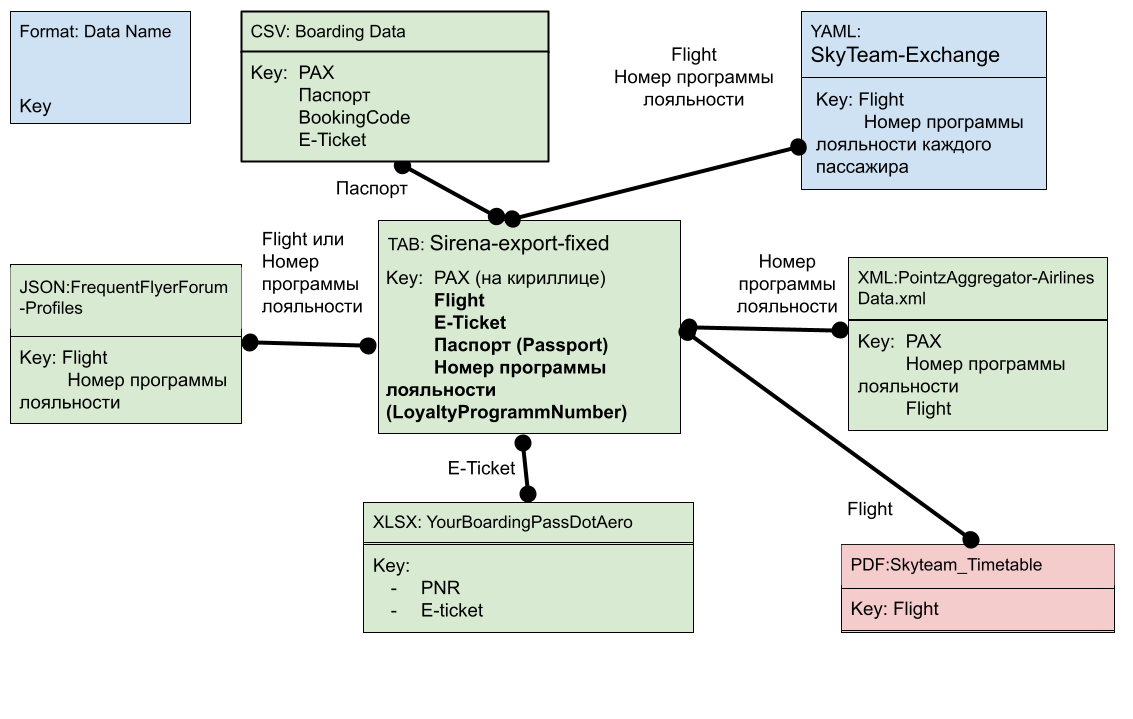 Format: Data Name
Key
CSV: Boarding Data
Key: PAX
Паспорт
BookingCode
E-Ticket
Flight
Номер программы
лояльности
YAML:
SkyTeam-Exchange
Key: Flight
Номер программы
лояльности каждого
пассажира
Паспорт
TAB: Sirena-export-fixed
Key: PAX (на кириллице)
Flight
E-Ticket
Паспорт (Passport)
Номер программы
лояльности
(LoyaltyProgrammNumber)
Flight или
Номер
программы
лояльности
JSON:FrequentFlyerForum
-Profiles
Key: Flight
Номер программы
лояльности
Номер
программы
лояльности
XML:PointzAggregator-Airlines
Data.xml
Key: PAX
Номер программы
лояльности
Flight
E-Ticket
XLSX: YourBoardingPassDotAero
Key:
- PNR
- E-ticket
Flight
PDF:Skyteam_Timetable
Key: Flight